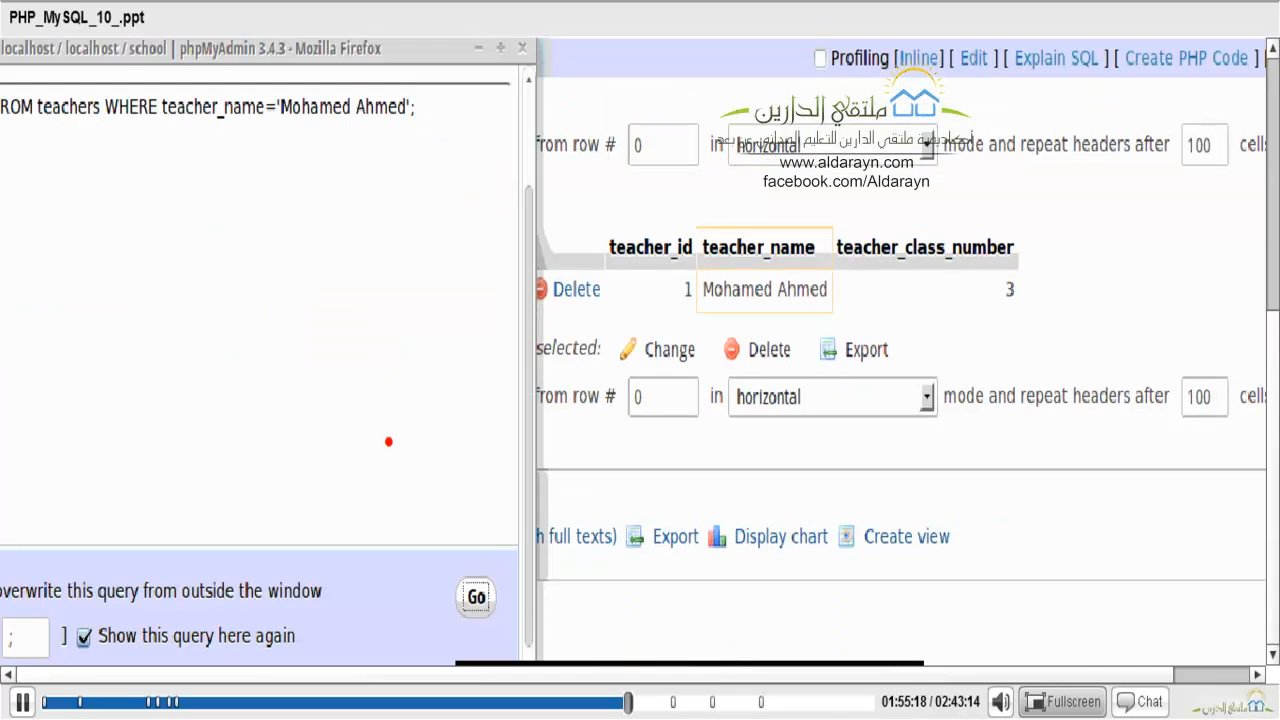 PHP_MySQL_10_.ppt
localhost / localhost / school | phpMyAdmin 3.4.3 - Mozilla Firefox
ROM teachers WHERE teacher_name='Mohamed Ahmed';
overwrite this query from outside the window
Go
; ] Show this query here again
Profiling [Inline] [ Edit ] [ Explain SQL ] [ Create PHP Code ]
ملتقي الدارين
from row # 0 in horizontal mode and repeat headers after 100 cells
www.aldarayn.com
facebook.com/Aldarayn
teacher_id teacher_name teacher_class_number
Delete 1 Mohamed Ahmed 3
selected: Change Delete Export
from row # 0 in horizontal mode and repeat headers after 100 cells
h full texts) Export Display chart Create view
01:55:18 / 02:43:14 Fullscreen Chat
ملتقي الدارين